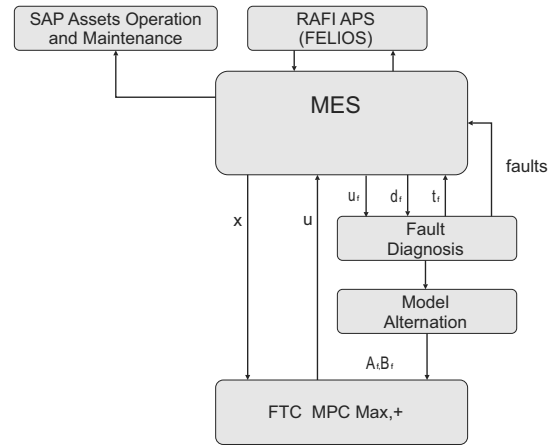 SAP Assets Operation
and Maintenance
RAFI APS
(FELIOS)
MES
faults
uf
df
tf
x
u
Fault
Diagnosis
Model
Alternation
Af,Bf
FTC MPC Max,+